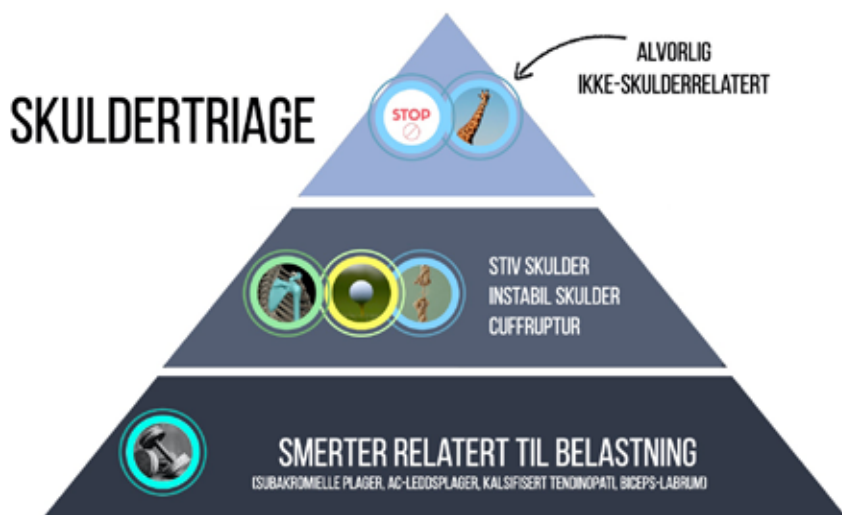 SKULDERTRIAGE
ALVORLIG
IKKE-SKULDERRELATERT
STOP
STIV SKULDER
INSTABIL SKULDER
CUFFRUPTUR
SMERTER RELATERT TIL BELASTNING
(SUBAKROMIELLE PLAGER, AC-LEDDSPLAGER, KALSIFISERT TENDINOPATI, BICEPS-LABRUM)